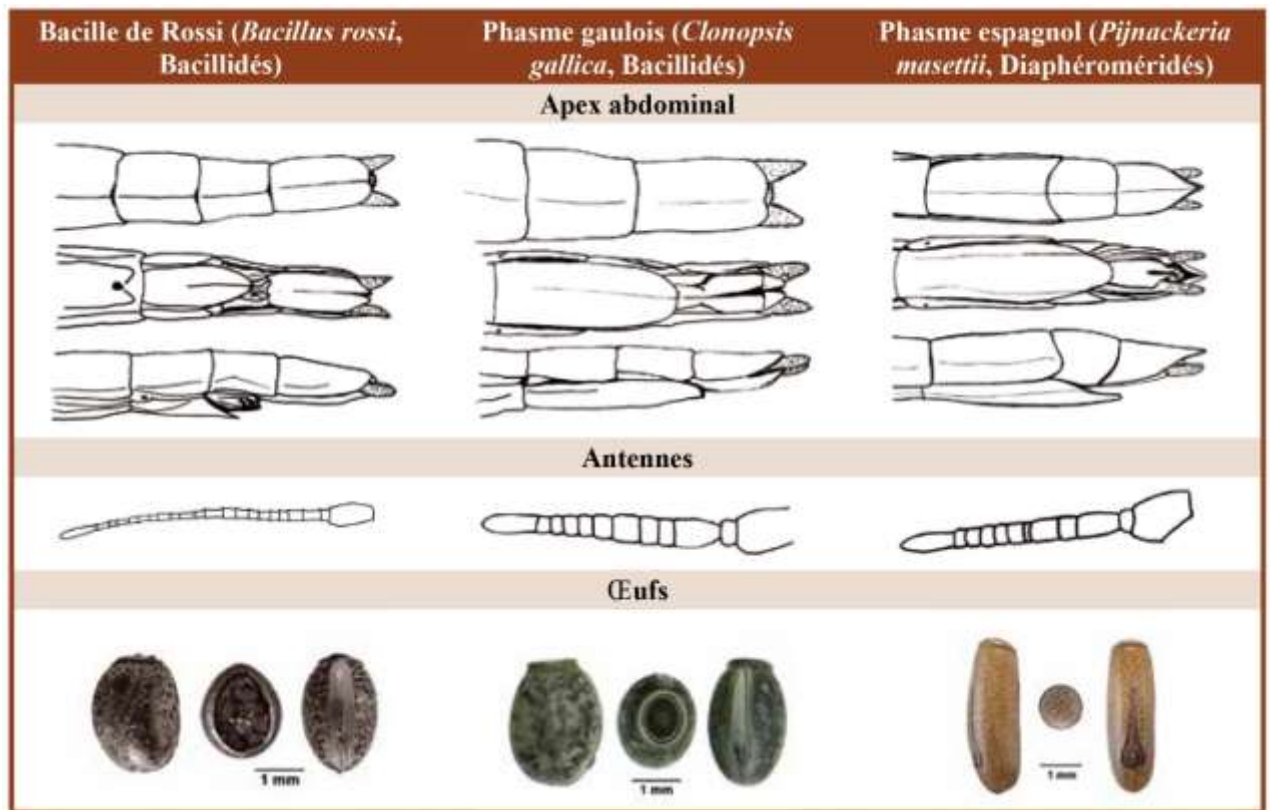 Bacille de Rossi (Bacillus rossi,
Bacillidés)
Phasme gaulois (Clonopsis
gallica, Bacillidés)
Phasme espagnol (Pijnackeria
masettii, Diaphéroméridés)
Apex abdominal
Antennes
Œufs
1 mm
1 mm
1 mm